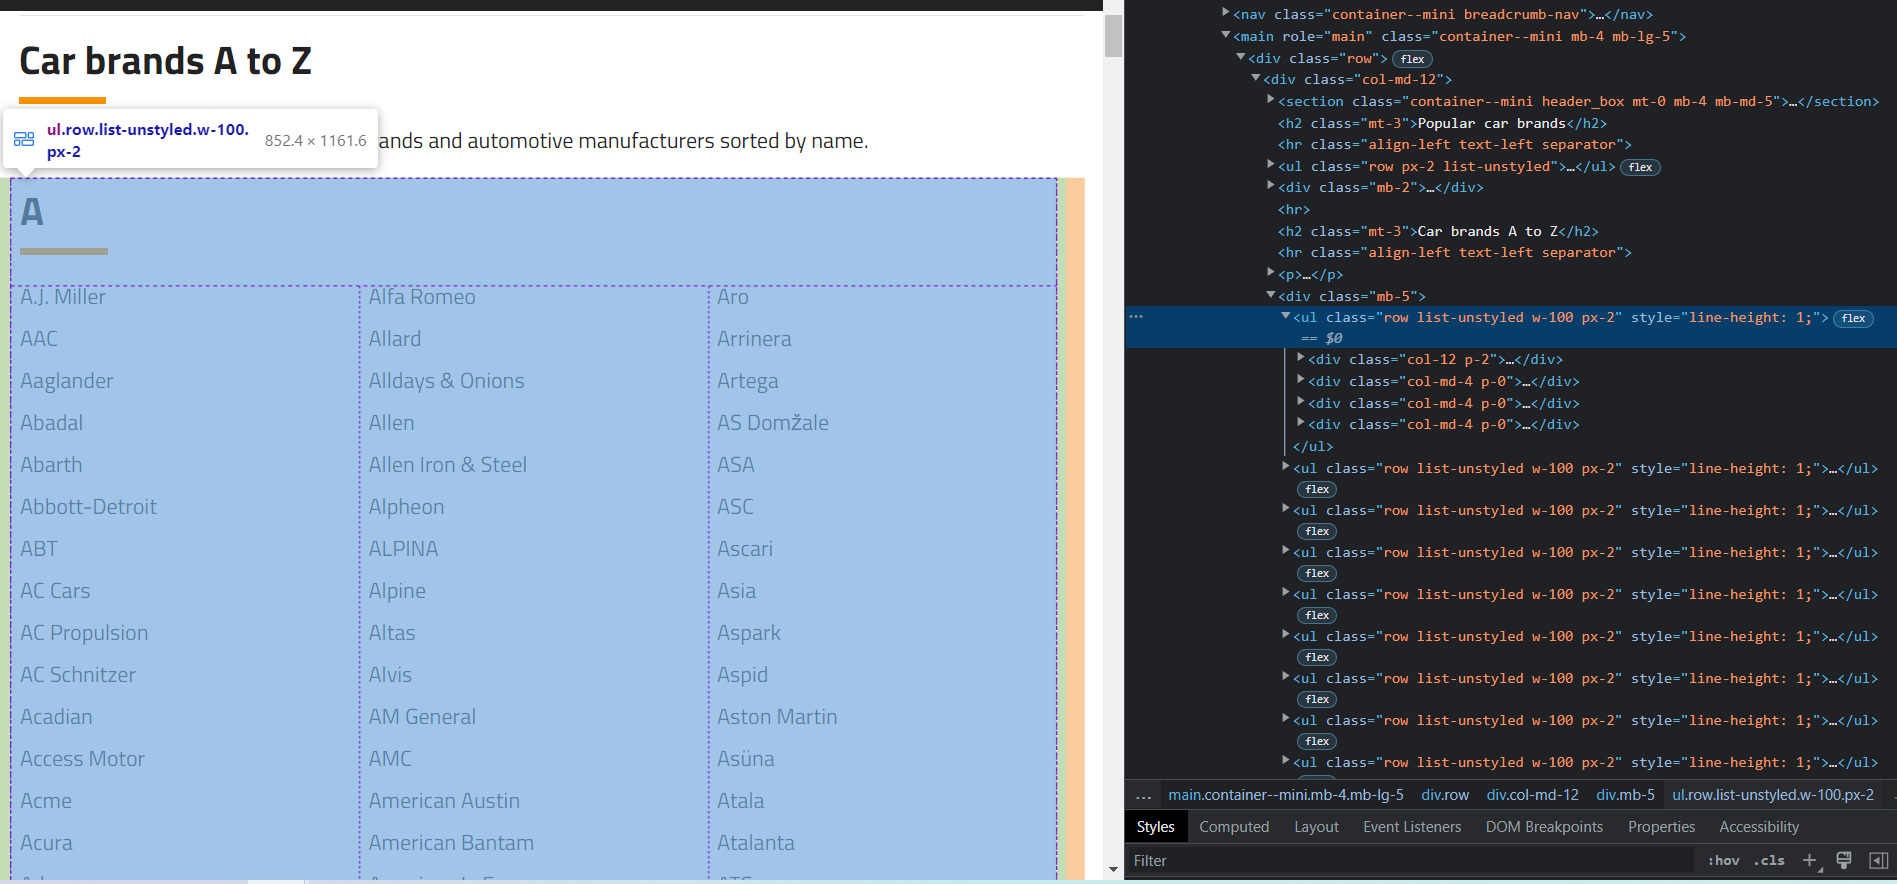 Car brands A to Z
ul.row.list-unstyled.w-100.
px-2
852.4 × 1161.6
ands and automotive manufacturers sorted by name.
A
A.J. Miller
AAC
Aaglander
Abadal
Abarth
Abbott-Detroit
ABT
AC Cars
AC Propulsion
AC Schnitzer
Acadian
Access Motor
Acme
Acura
Alfa Romeo
Allard
Alldays & Onions
Allen
Allen Iron & Steel
Alpheon
ALPINA
Alpine
Altas
Alvis
AM General
AMC
American Austin
American Bantam
Aro
Arrinera
Artega
AS Domžale
ASA
ASC
Ascari
Asia
Aspark
Aspid
Aston Martin
Asüna
Atala
Atalanta
<nav class="container--mini breadcrumb-nav">…</nav>
<main role="main" class="container--mini mb-4 mb-lg-5">
<div class="row"> flex
<div class="col-md-12">
<section class="container--mini header_box mt-0 mb-4 mb-md-5">…</section>
<h2 class="mt-3">Popular car brands</h2>
<hr class="align-left text-left separator">
<ul class="row px-2 list-unstyled">…</ul> flex
<div class="mb-2">…</div>
<hr>
<h2 class="mt-3">Car brands A to Z</h2>
<hr class="align-left text-left separator">
<p>…</p>
<div class="mb-5">
… <ul class="row list-unstyled w-100 px-2" style="line-height: 1;"> flex
== $0
<div class="col-12 p-2">…</div>
<div class="col-md-4 p-0">…</div>
<div class="col-md-4 p-0">…</div>
<div class="col-md-4 p-0">…</div>
</ul>
<ul class="row list-unstyled w-100 px-2" style="line-height: 1;">…</ul>
flex
<ul class="row list-unstyled w-100 px-2" style="line-height: 1;">…</ul>
flex
<ul class="row list-unstyled w-100 px-2" style="line-height: 1;">…</ul>
flex
<ul class="row list-unstyled w-100 px-2" style="line-height: 1;">…</ul>
flex
<ul class="row list-unstyled w-100 px-2" style="line-height: 1;">…</ul>
flex
<ul class="row list-unstyled w-100 px-2" style="line-height: 1;">…</ul>
flex
<ul class="row list-unstyled w-100 px-2" style="line-height: 1;">…</ul>
flex
<ul class="row list-unstyled w-100 px-2" style="line-height: 1;">…</ul>
… main.container--mini.mb-4.mb-lg-5 div.row div.col-md-12 div.mb-5 ul.row.list-unstyled.w-100.px-2
Styles Computed Layout Event Listeners DOM Breakpoints Properties Accessibility
Filter :hov .cls +